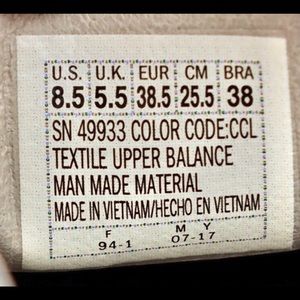 U.S. U.K. EUR CM BRA
8.5 5.5 38.5 25.5 38
SN 49933 COLOR CODE:CCL
TEXTILE UPPER BALANCE
MAN MADE MATERIAL
MADE IN VIETNAM/HECHO EN VIETNAM
F M Y
94-1 07-17